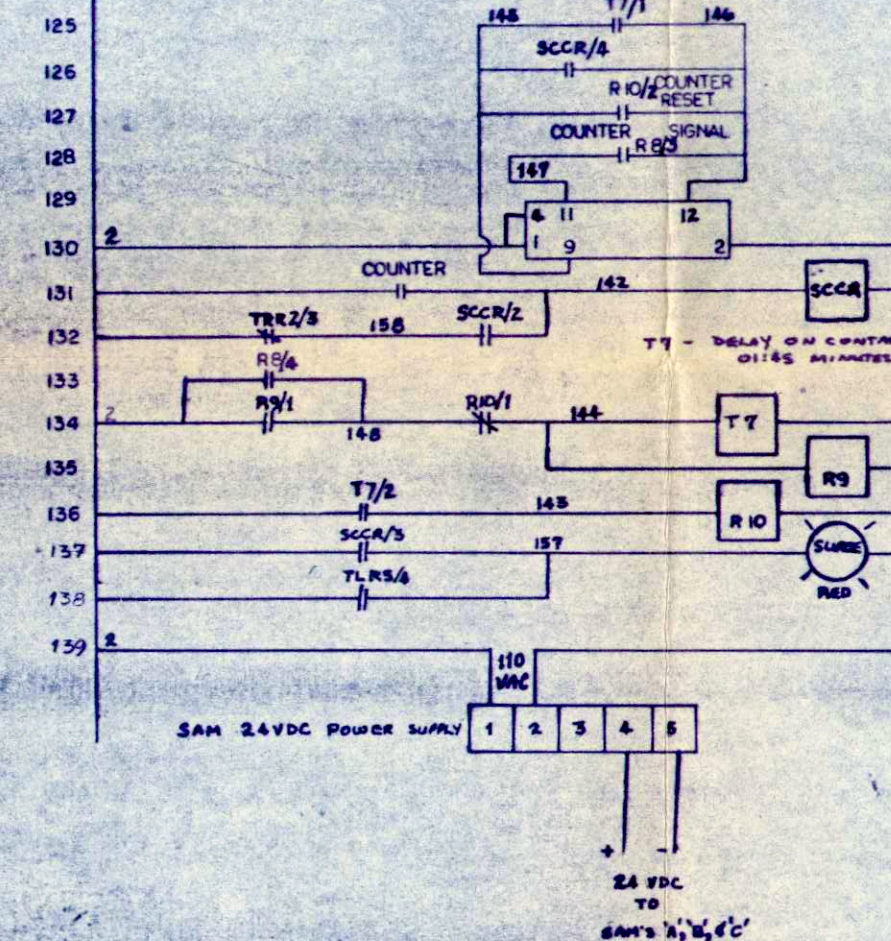 125 145 T7/1 146
126 SCCR/4
127 R10/2 COUNTER RESET
128 COUNTER SIGNAL R8/3
147
129 4 11 12
130 2 1 9 2
COUNTER
131 142 SCCR
132 TRR2/3 158 SCCR/2
T7 - DELAY ON
01:45
133 R8/4
134 2 R9/1 148 R10/1 144 T7
135 R9
136 T7/2 143 R10
137 SCCR/3 157 SURGE
138 TLR5/4 RED
139 2
110 VAC
SAM 24VDC POWER SUPPLY 1 2 3 4 5
+ -
24 VDC
TO
SAM'S 'A', 'B', & 'C'